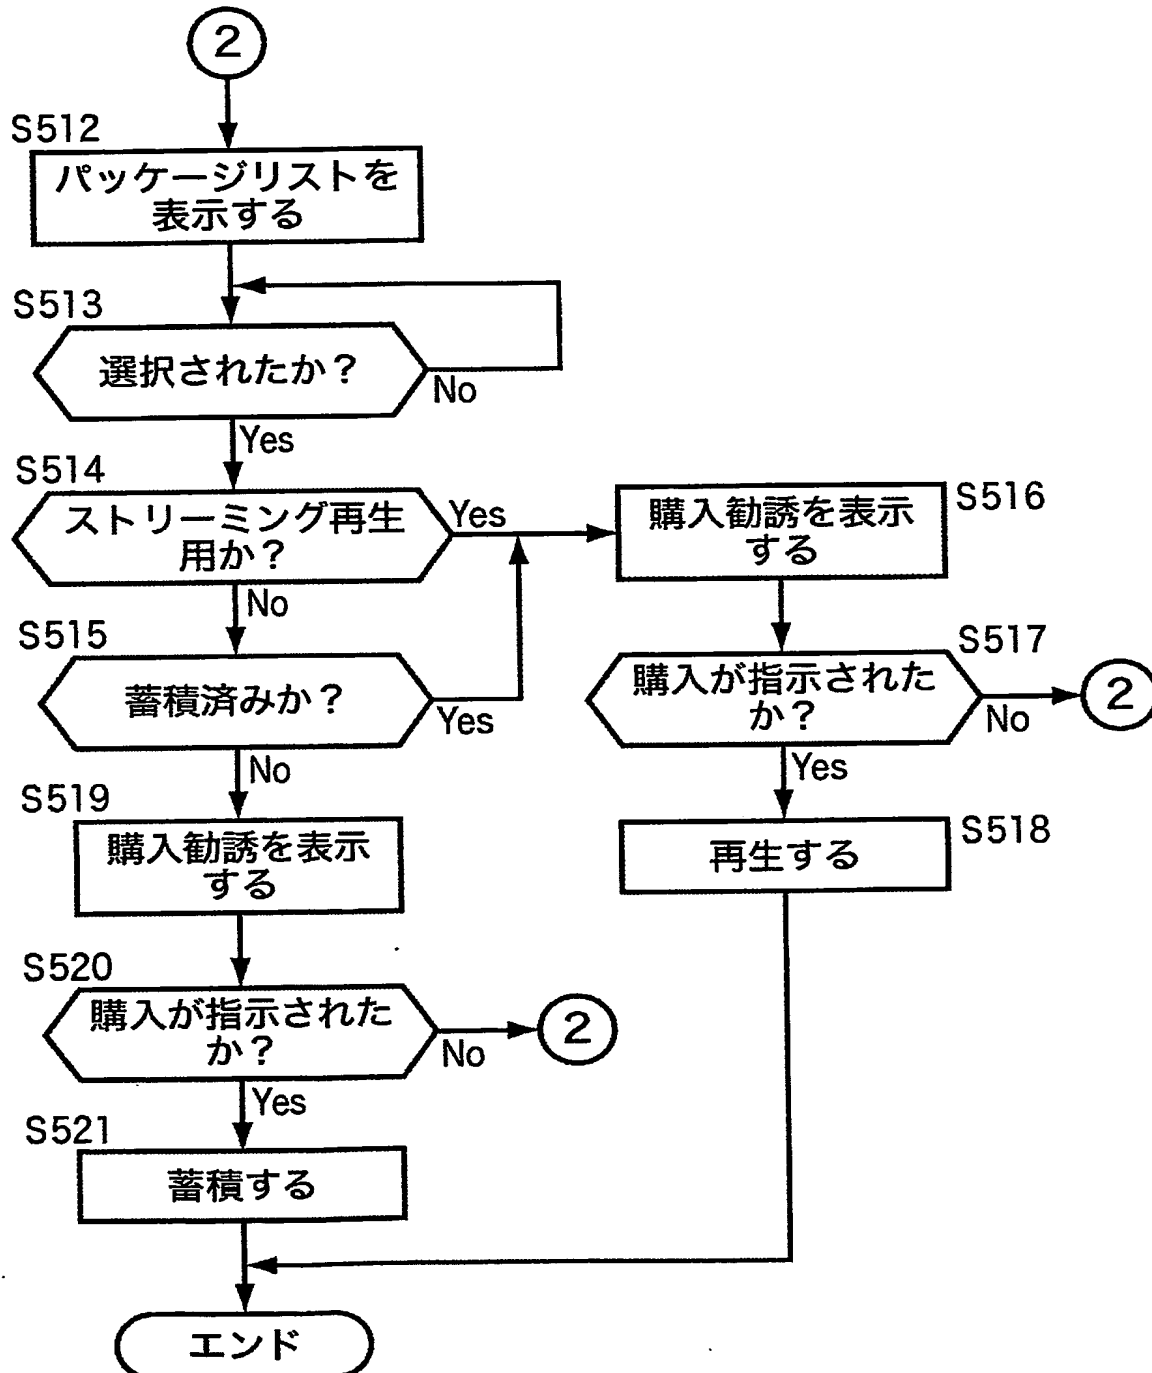 2
S512
パッケージリストを
表示する
S513
選択されたか？
No
Yes
S514
ストリーミング再生
用か？
Yes
No
S515
蓄積済みか？
Yes
No
S516
購入勧誘を表示
する
S517
購入が指示された
か？
No
2
Yes
S518
再生する
S519
購入勧誘を表示
する
S520
購入が指示された
か？
No
2
Yes
S521
蓄積する
エンド